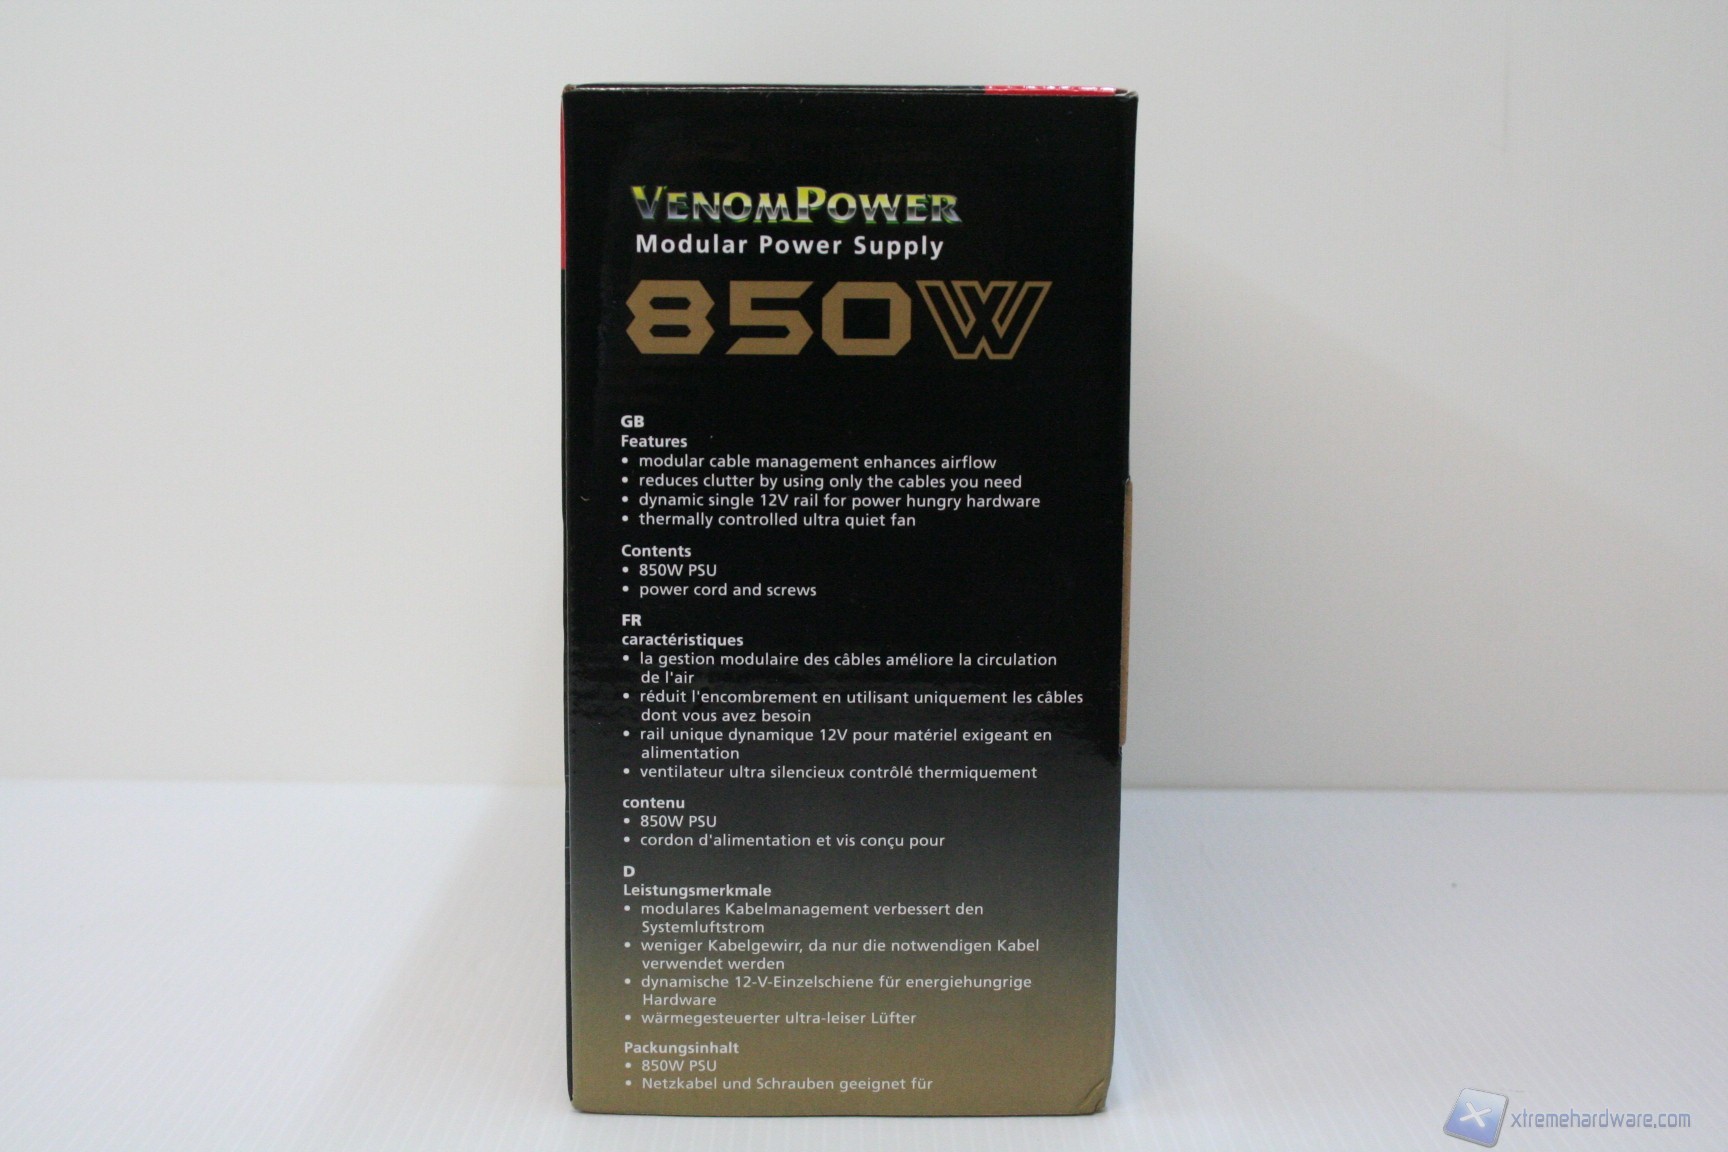 VENOMPOWER
Modular Power Supply
850W
GB
Features
• modular cable management enhances airflow
• reduces clutter by using only the cables you need
• dynamic single 12V rail for power hungry hardware
• thermally controlled ultra quiet fan
Contents
• 850W PSU
• power cord and screws
FR
caractéristiques
• la gestion modulaire des câbles améliore la circulation
de l'air
• réduit l'encombrement en utilisant uniquement les câbles
dont vous avez besoin
• rail unique dynamique 12V pour matériel exigeant en
alimentation
• ventilateur ultra silencieux contrôlé thermiquement
contenu
• 850W PSU
• cordon d'alimentation et vis conçu pour
D
Leistungsmerkmale
• modulares Kabelmanagement verbessert den
Systemluftstrom
• weniger Kabelgewirr, da nur die notwendigen Kabel
verwendet werden
• dynamische 12-V-Einzelschiene für energiehungrige
Hardware
• wärmegesteuerter ultra-leiser Lüfter
Packungsinhalt
• 850W PSU
• Netzkabel und Schrauben geeignet für
xtremehardware.com